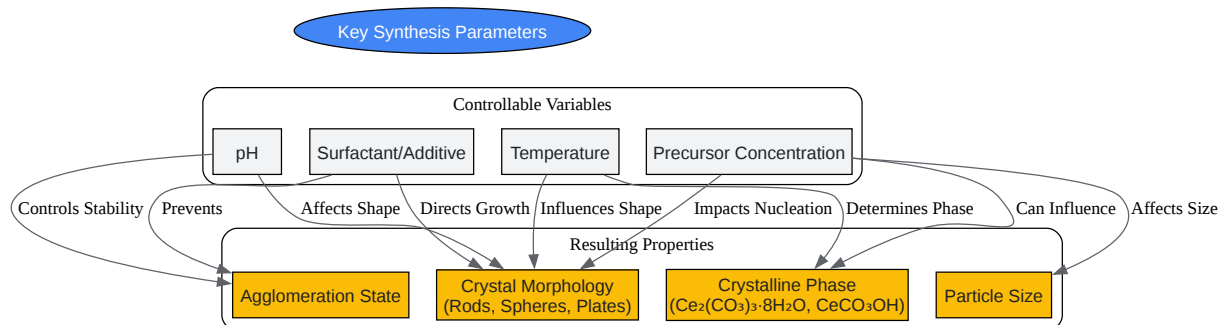 Key Synthesis Parameters
Controllable Variables
pH
Surfactant/Additive
Temperature
Precursor Concentration
Controls Stability
Prevents
Affects Shape
Directs Growth
Influences Shape
Impacts Nucleation
Determines Phase
Can Influence
Affects Size
Resulting Properties
Agglomeration State
Crystal Morphology
(Rods, Spheres, Plates)
Crystalline Phase
(Ce₂(CO₃)₃·8H₂O, CeCO₃OH)
Particle Size